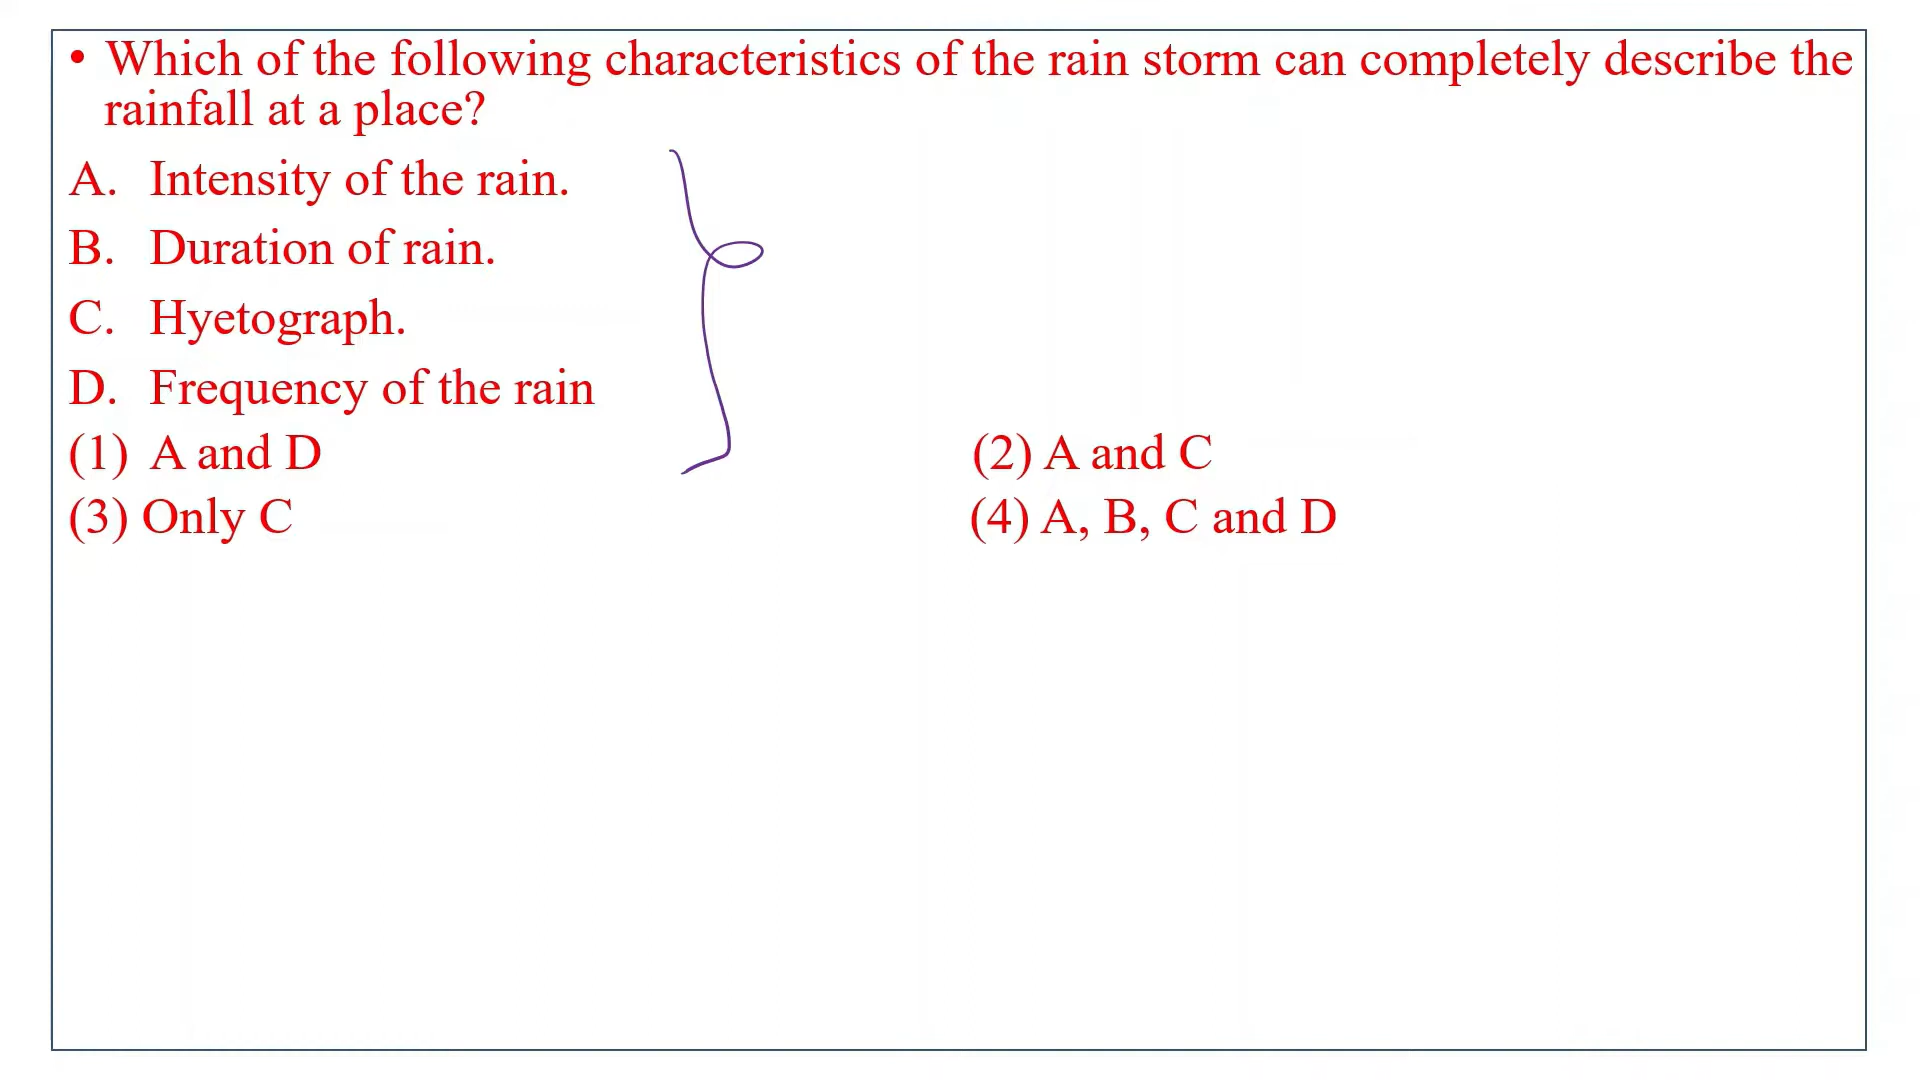 • Which of the following characteristics of the rain storm can completely describe the
rainfall at a place?
A. Intensity of the rain.
B. Duration of rain.
C. Hyetograph.
D. Frequency of the rain
(1) A and D (2) A and C
(3) Only C (4) A, B, C and D